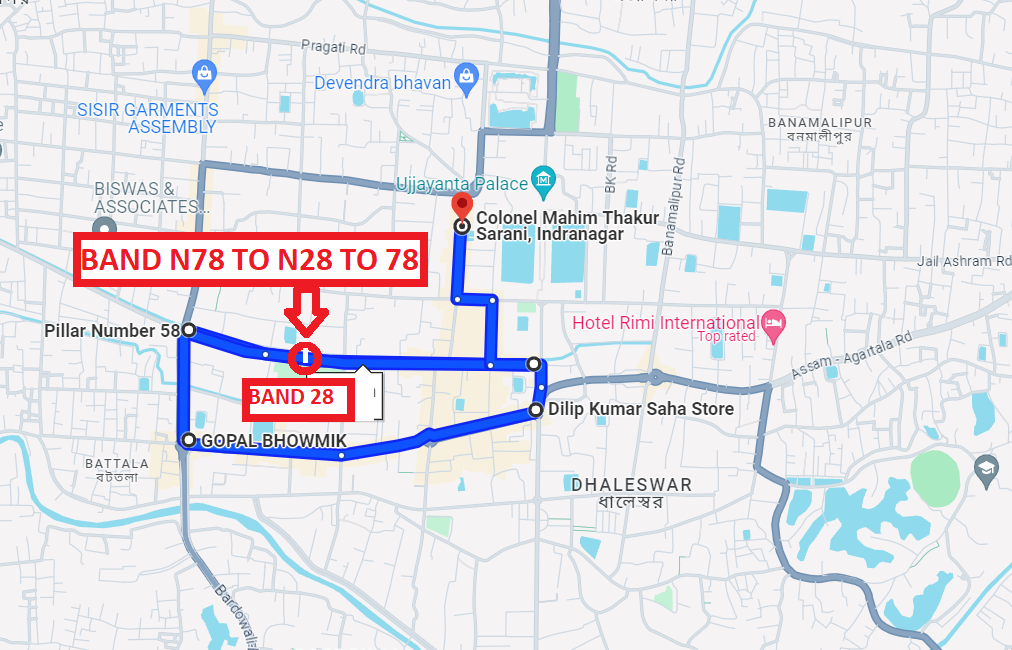 Pragati Rd
Devendra bhavan
SISIR GARMENTS
ASSEMBLY
BANAMALIPUR
বনমালীপুর
BK Rd
Banamalipur Rd
Ujjayanta Palace
BISWAS &
ASSOCIATES...
Colonel Mahim Thakur
Sarani, Indranagar
BAND N78 TO N28 TO 78
Jail Ashram Rd
Pillar Number 58
Hotel Rimi International
Top rated
Assam - Agartala Rd
BAND 28
Dilip Kumar Saha Store
GOPAL BHOWMIK
BATTALA
বটতলা
DHALESWAR
ধালেস্বর